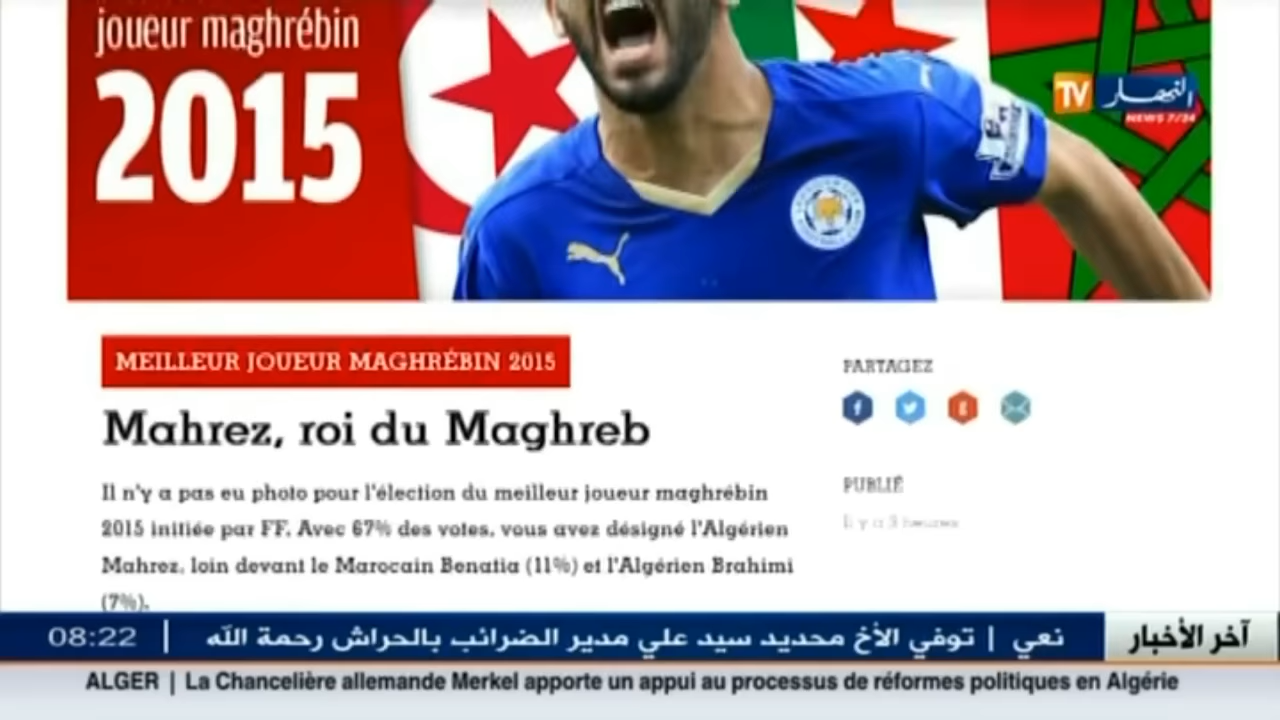 joueur maghrébin
2015
TV النهار
NEWS 7/24
MEILLEUR JOUEUR MAGHRÉBIN 2015
Mahrez, roi du Maghreb
Il n'y a pas eu photo pour l'élection du meilleur joueur maghrébin
2015 initiée par FF. Avec 67% des votes, vous avez désigné l'Algérien
Mahrez, loin devant le Marocain Benatia (11%) et l'Algérien Brahimi
(7%).
PARTAGEZ
PUBLIÉ
Il y a 3 heures
آخر الأخبار
نعي | توفي الأخ محديد سيد علي مدير الضرائب بالحراش رحمة الله
08:22
ALGER | La Chancelière allemande Merkel apporte un appui au processus de réformes politiques en Algérie